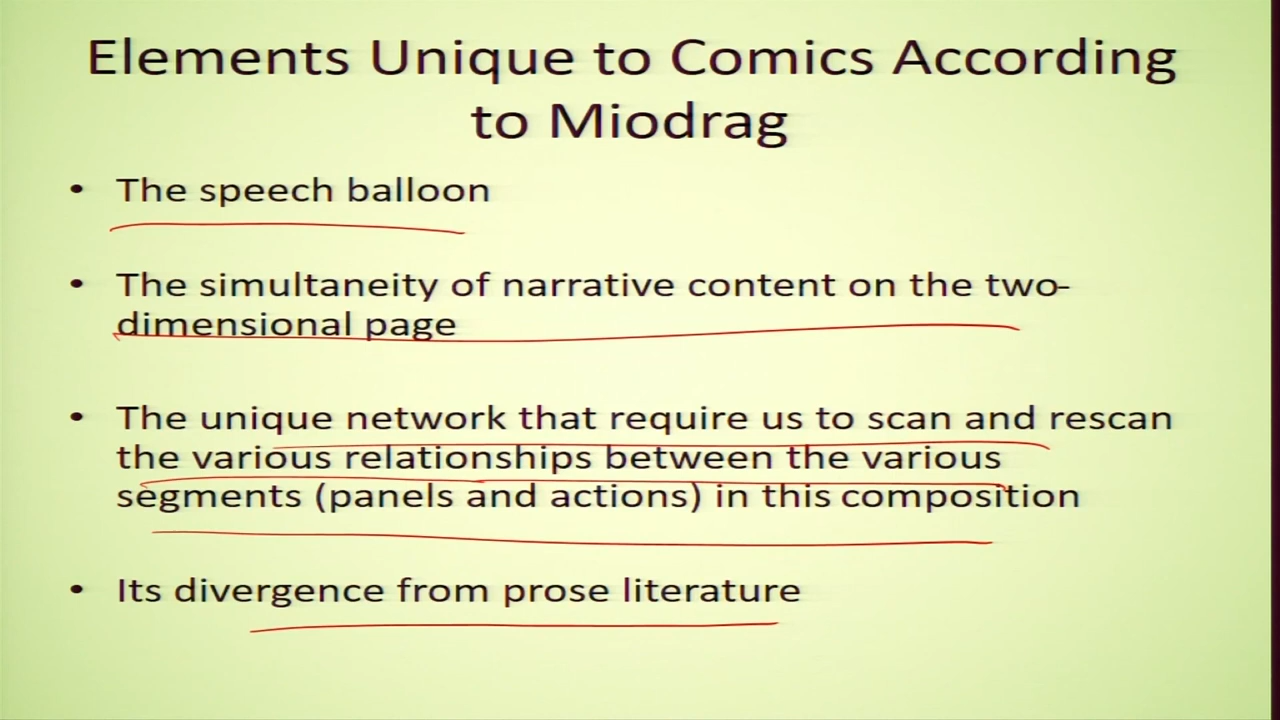 Elements Unique to Comics According
to Miodrag
• The speech balloon
• The simultaneity of narrative content on the two-
dimensional page
• The unique network that require us to scan and rescan
the various relationships between the various
segments (panels and actions) in this composition
• Its divergence from prose literature